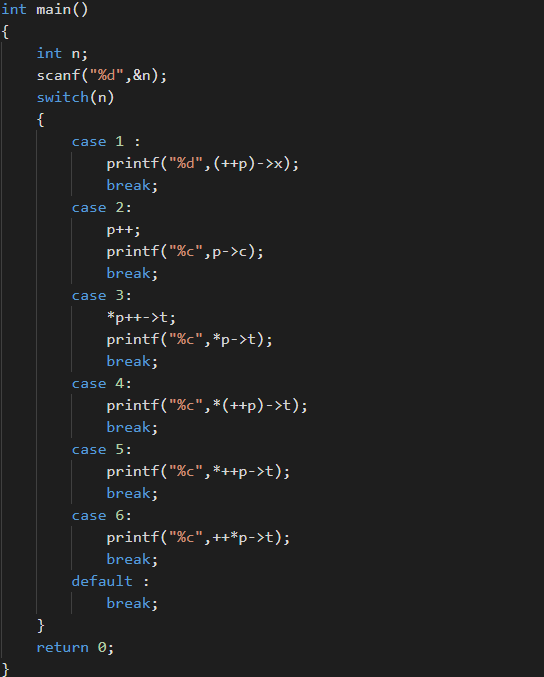 int main()
{
    int n;
    scanf("%d",&n);
    switch(n)
    {
        case 1 :
            printf("%d",(++p)->x);
            break;
        case 2:
            p++;
            printf("%c",p->c);
            break;
        case 3:
            *p++->t;
            printf("%c",*p->t);
            break;
        case 4:
            printf("%c",*(++p)->t);
            break;
        case 5:
            printf("%c",*++p->t);
            break;
        case 6:
            printf("%c",++*p->t);
            break;
        default :
            break;
    }
    return 0;
}